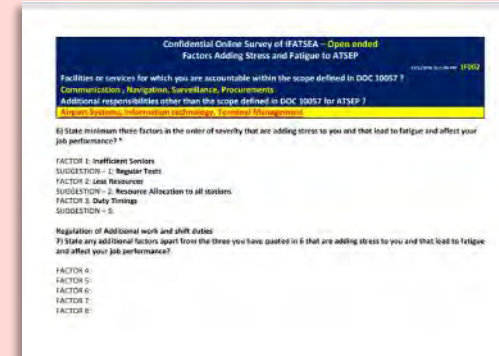 Confidential Online Survey of IFATSEA – Open ended
Factors Adding Stress and Fatigue to ATSEP
1F002
Facilities or services for which you are accountable within the scope defined in DOC 10057 ?
Communication , Navigation, Surveillance, Procurements
Additional responsibilities other than the scope defined in DOC 10057 for ATSEP ?
Airport Systems, Information technology, Terminal Management
6) State minimum three factors in the order of severity that are adding stress to you and that lead to fatigue and affect your
job performance? *
FACTOR 1: Inefficient Seniors
SUGGESTION – 1: Regular Tests
FACTOR 2: Less Resources
SUGGESTION – 2: Resource Allocation to all stations
FACTOR 3: Duty Timings
SUGGESTION – 3:
Regulation of Additional work and shift duties
7) State any additional factors apart from the three you have quoted in 6 that are adding stress to you and that lead to fatigue
and affect your job performance?
FACTOR 4:
FACTOR 5:
FACTOR 6:
FACTOR 7:
FACTOR 8: